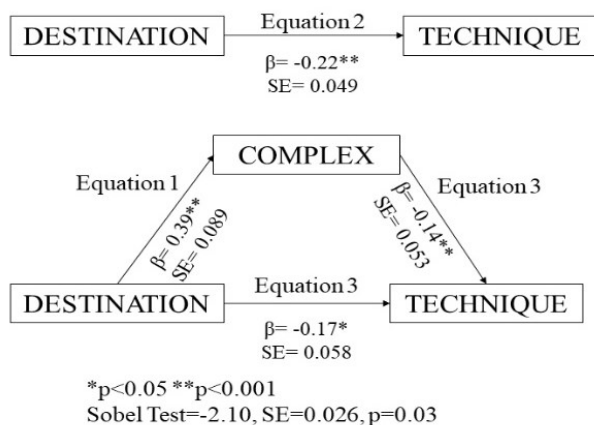 DESTINATION
Equation 2
TECHNIQUE
β= -0.22**
SE= 0.049
COMPLEX
Equation 1
Equation 3
β= 0.39**
SE= 0.089
β= -0.14**
SE= 0.053
DESTINATION
Equation 3
TECHNIQUE
β= -0.17*
SE= 0.058
*p<0.05 **p<0.001
Sobel Test=-2.10, SE=0.026, p=0.03